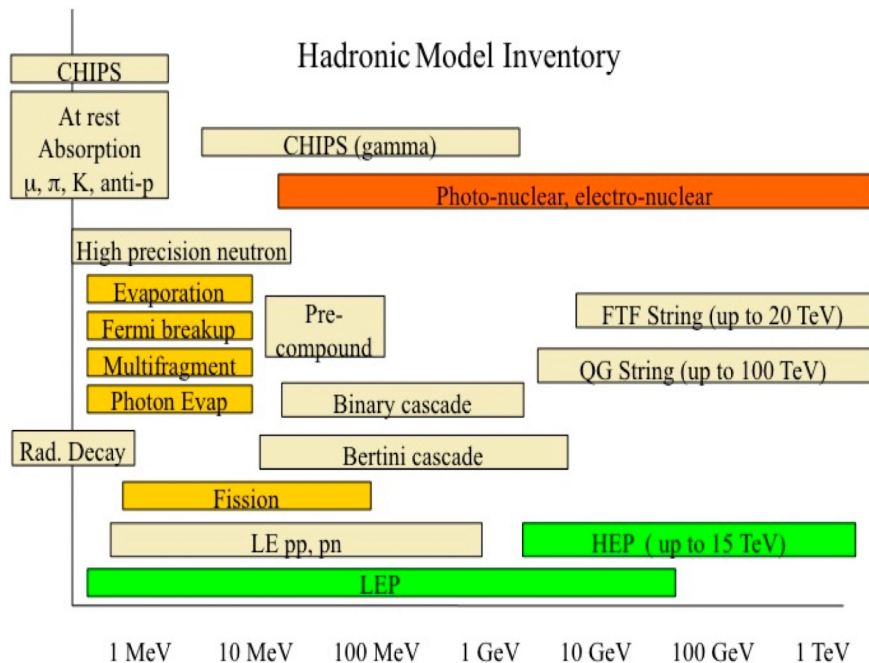 Hadronic Model Inventory
CHIPS
At rest
Absorption
μ, π, K, anti-p
CHIPS (gamma)
Photo-nuclear, electro-nuclear
High precision neutron
Evaporation
Fermi breakup
Multifragment
Photon Evap
Pre-
compound
FTF String (up to 20 TeV)
QG String (up to 100 TeV)
Binary cascade
Rad. Decay
Bertini cascade
Fission
LE pp, pn
HEP ( up to 15 TeV)
LEP
1 MeV 10 MeV 100 MeV 1 GeV 10 GeV 100 GeV 1 TeV